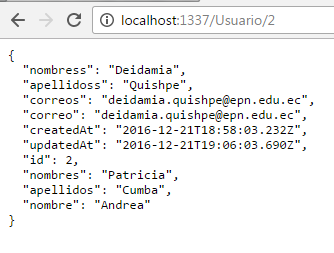 localhost:1337/Usuario/2
{
"nombress": "Deidamia",
"apellidoss": "Quishpe",
"correos": "deidamia.quishpe@epn.edu.ec",
"correo": "deidamia.quishpe@epn.edu.ec",
"createdAt": "2016-12-21T18:58:03.232Z",
"updatedAt": "2016-12-21T19:06:03.690Z",
"id": 2,
"nombres": "Patricia",
"apellidos": "Cumba",
"nombre": "Andrea"
}